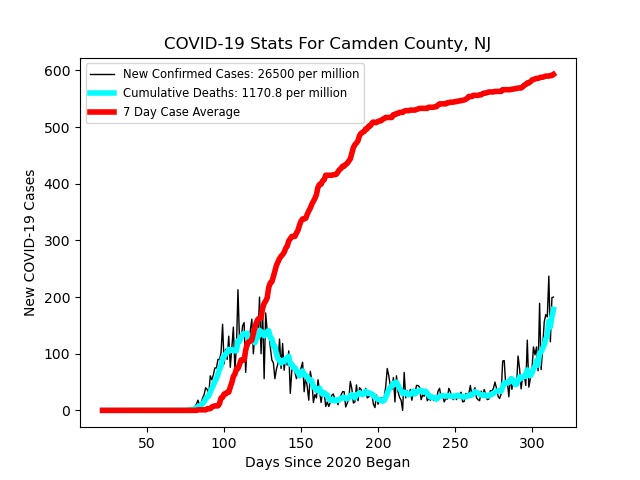 COVID-19 Stats For Camden County, NJ
New Confirmed Cases: 26500 per million
Cumulative Deaths: 1170.8 per million
7 Day Case Average
New COVID-19 Cases
600
500
400
300
200
100
0
50 100 150 200 250 300
Days Since 2020 Began